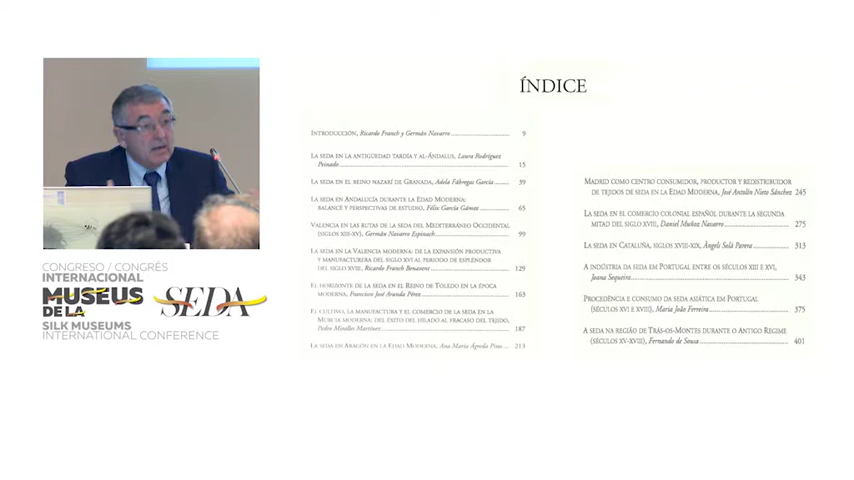 CONGRESO / CONGRÉS
INTERNACIONAL
MUSEUS
DE LA
SEDA
SILK MUSEUMS
INTERNATIONAL CONFERENCE
ÍNDICE
INTRODUCCIÓN, Ricardo Franch y Germán Navarro 9
LA SEDA EN LA ANTIGÜEDAD TARDÍA Y AL-ÁNDALUS, Laura Rodríguez
Peinado 15
LA SEDA EN EL REINO NAZARÍ DE GRANADA, Adela Fábregas García 39
LA SEDA EN ANDALUCÍA DURANTE LA EDAD MODERNA:
BALANCE Y PERSPECTIVAS DE ESTUDIO, Félix García Gámez 65
VALENCIA EN LAS RUTAS DE LA SEDA DEL MEDITERRÁNEO OCCIDENTAL
(SIGLOS XIII-XV), Germán Navarro Espinach 99
LA SEDA EN LA VALENCIA MODERNA: DE LA EXPANSIÓN PRODUCTIVA
Y MANUFACTURERA DEL SIGLO XVI AL PERIODO DE ESPLENDOR
DEL SIGLO XVIII, Ricardo Franch Benavent 129
EL HORIZONTE DE LA SEDA EN EL REINO DE TOLEDO EN LA ÉPOCA
MODERNA, Francisco José Aranda Pérez 163
EL CULTIVO, LA MANUFACTURA Y EL COMERCIO DE LA SEDA EN LA
MURCIA MODERNA: DEL ÉXITO DEL HILADO AL FRACASO DEL TEJIDO,
Pedro Miralles Martínez 187
LA SEDA EN ARAGÓN EN LA EDAD MODERNA, Ana María Ágreda Pino 213
MADRID COMO CENTRO CONSUMIDOR, PRODUCTOR Y REDISTRIBUIDOR
DE TEJIDOS DE SEDA EN LA EDAD MODERNA, José Antolín Nieto Sánchez 245
LA SEDA EN EL COMERCIO COLONIAL ESPAÑOL DURANTE LA SEGUNDA
MITAD DEL SIGLO XVIII, Daniel Muñoz Navarro 275
LA SEDA EN CATALUÑA, SIGLOS XVIII-XIX, Àngels Solà Parera 313
A INDÚSTRIA DA SEDA EM PORTUGAL ENTRE OS SÉCULOS XIII E XVI,
Joana Sequeira 343
PROCEDÊNCIA E CONSUMO DA SEDA ASIÁTICA EM PORTUGAL
(SÉCULOS XVI E XVIII), Maria João Ferreira 375
A SEDA NA REGIÃO DE TRÁS-OS-MONTES DURANTE O ANTIGO REGIME
(SÉCULOS XV-XVIII), Fernando de Sousa 401